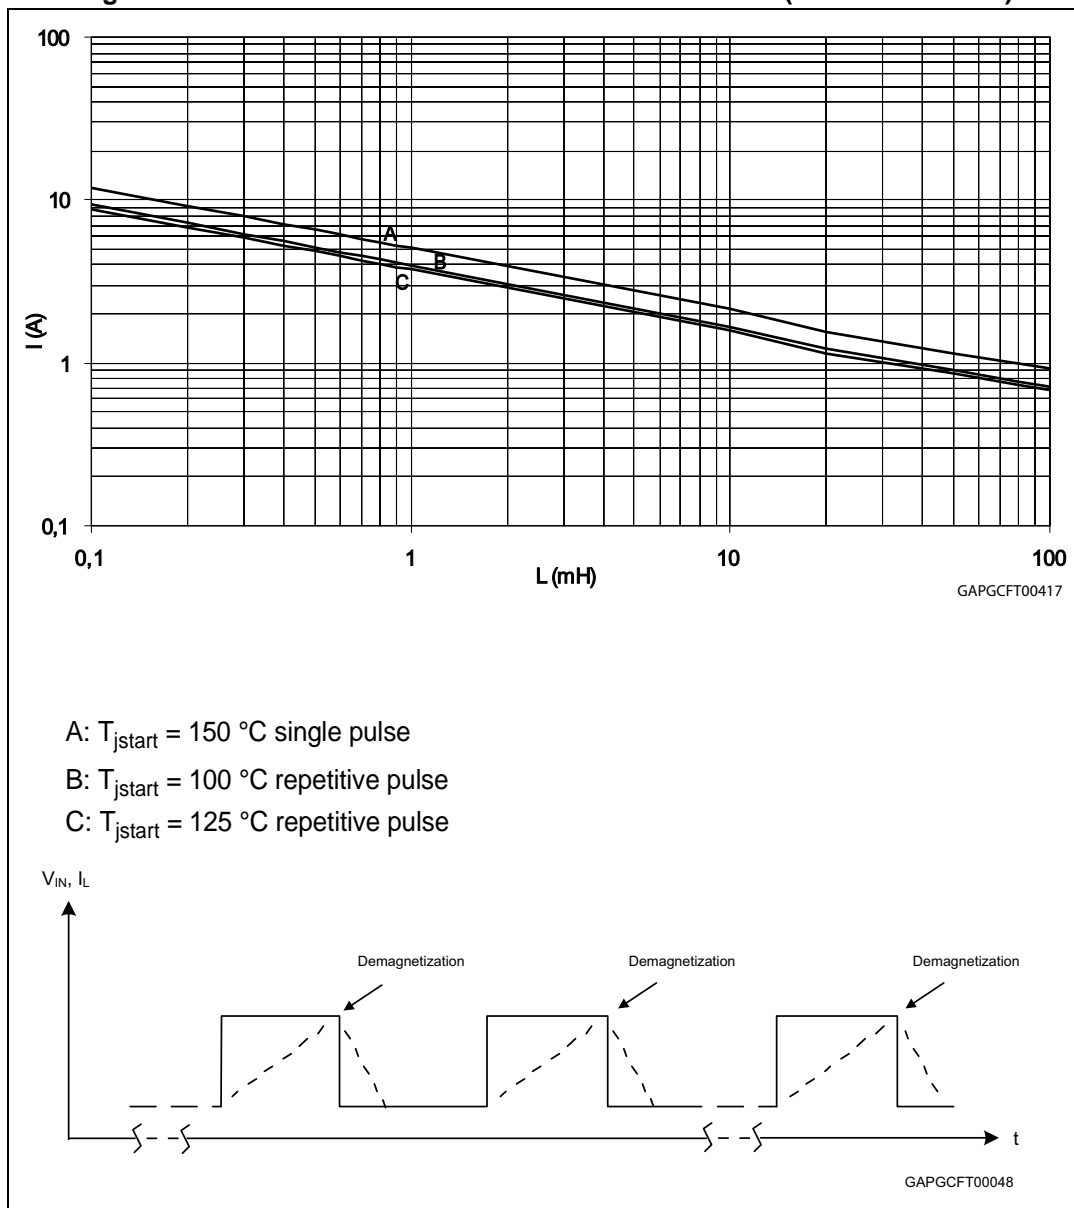 100
10
1
0,1
I (A)
A
B
C
0,1
1
10
100
L (mH)
GAPGCFT00417
A: Tjstart = 150 °C single pulse
B: Tjstart = 100 °C repetitive pulse
C: Tjstart = 125 °C repetitive pulse
VIN, IL
Demagnetization
Demagnetization
Demagnetization
t
GAPGCFT00048